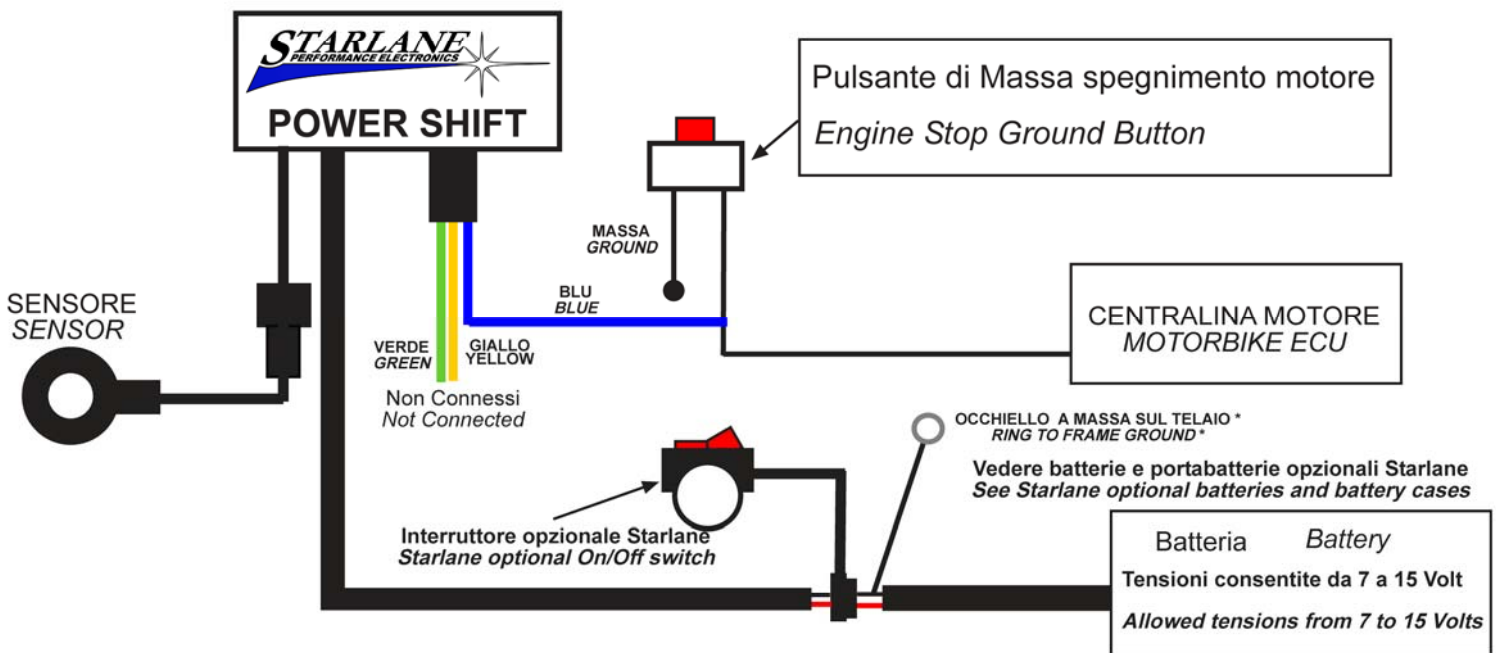 STARLANE
PERFORMANCE ELECTRONICS
POWER SHIFT
Pulsante di Massa spegnimento motore
Engine Stop Ground Button
MASSA
GROUND
SENSORE
SENSOR
BLU
BLUE
CENTRALINA MOTORE
MOTORBIKE ECU
VERDE
GREEN
GIALLO
YELLOW
Non Connessi
Not Connected
OCCHIELLO A MASSA SUL TELAIO *
RING TO FRAME GROUND *
Vedere batterie e portabatterie opzionali Starlane
See Starlane optional batteries and battery cases
Interruttore opzionale Starlane
Starlane optional On/Off switch
Batteria Battery
Tensioni consentite da 7 a 15 Volt
Allowed tensions from 7 to 15 Volts